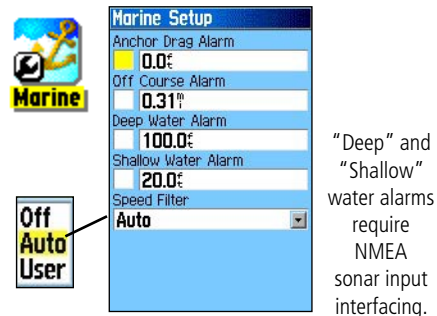 Marine
Marine Setup
Anchor Drag Alarm
0.0ft
Off Course Alarm
0.31mi
Deep Water Alarm
100.0ft
Shallow Water Alarm
20.0ft
Speed Filter
Auto
Off
Auto
User
“Deep” and
“Shallow”
water alarms
require
NMEA
sonar input
interfacing.